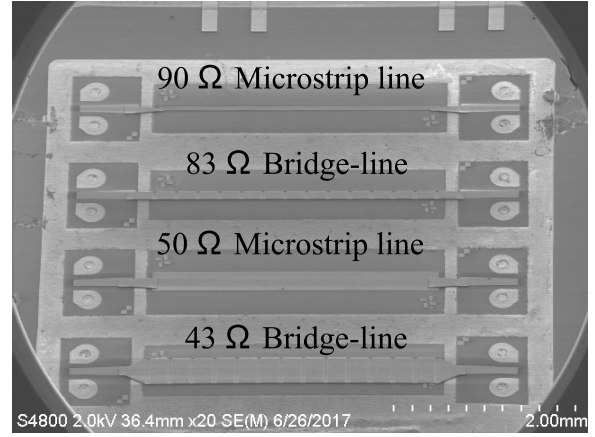 90 Ω Microstrip line
83 Ω Bridge-line
50 Ω Microstrip line
43 Ω Bridge-line
S4800 2.0kV 36.4mm x20 SE(M) 6/26/2017 2.00mm